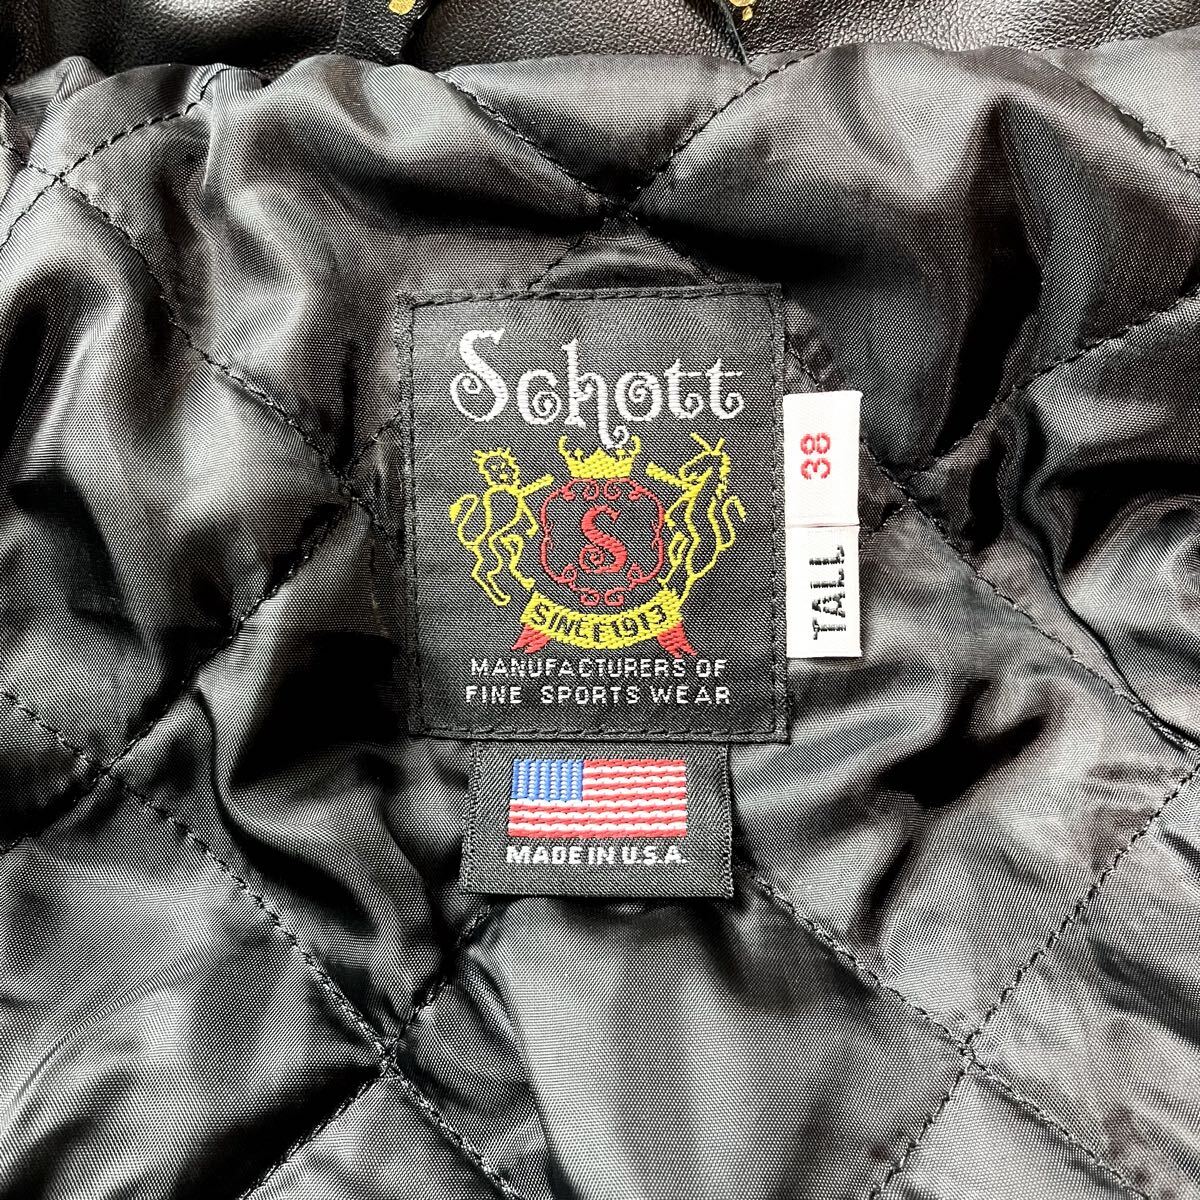 Schott
S
SINCE 1913
MANUFACTURERS OF
FINE SPORTS WEAR
38
TALL
MADE IN U.S.A.